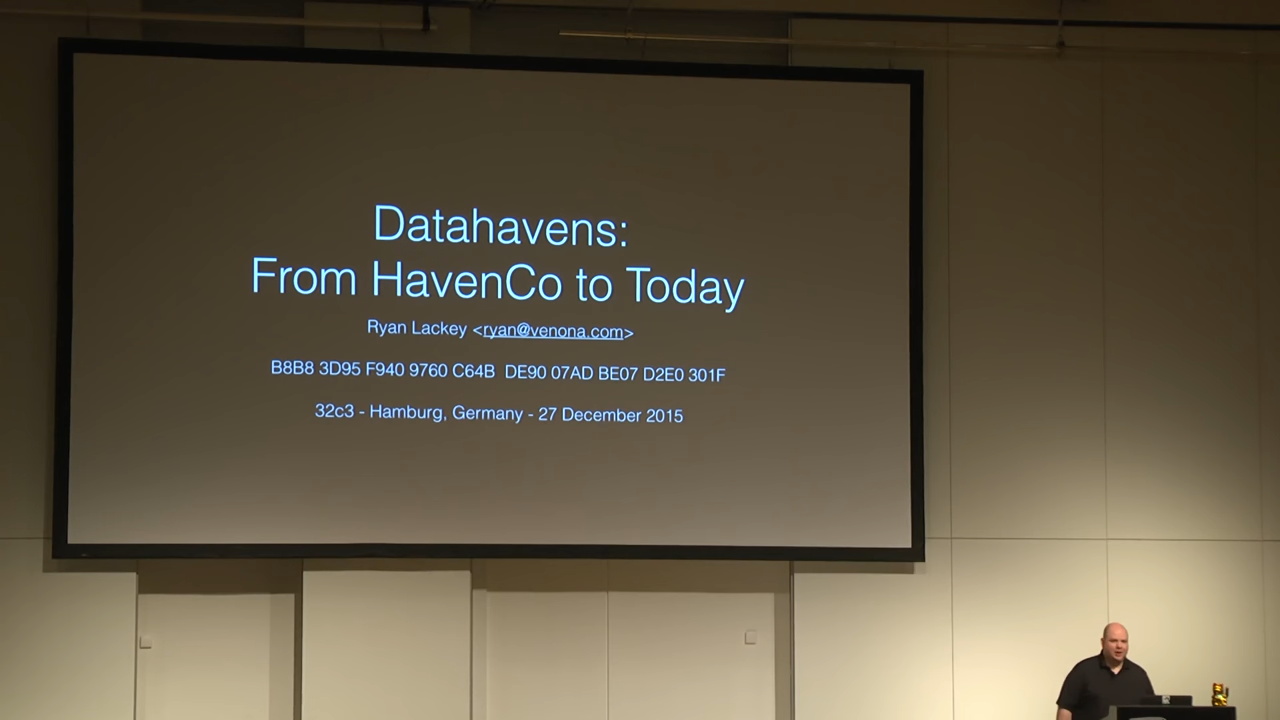 Datahavens:
From HavenCo to Today
Ryan Lackey <ryan@venona.com>
B8B8 3D95 F940 9760 C64B  DE90 07AD BE07 D2E0 301F
32c3 - Hamburg, Germany - 27 December 2015